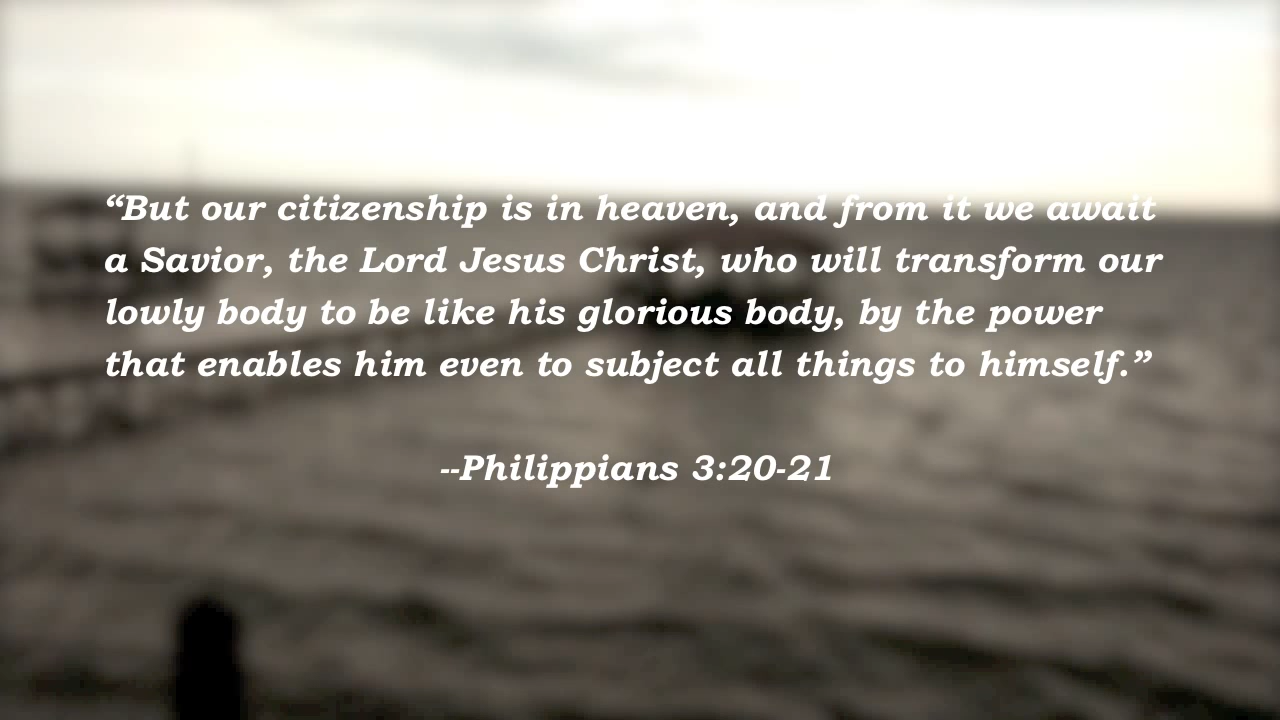 “But our citizenship is in heaven, and from it we await
a Savior, the Lord Jesus Christ, who will transform our
lowly body to be like his glorious body, by the power
that enables him even to subject all things to himself.”
--Philippians 3:20-21